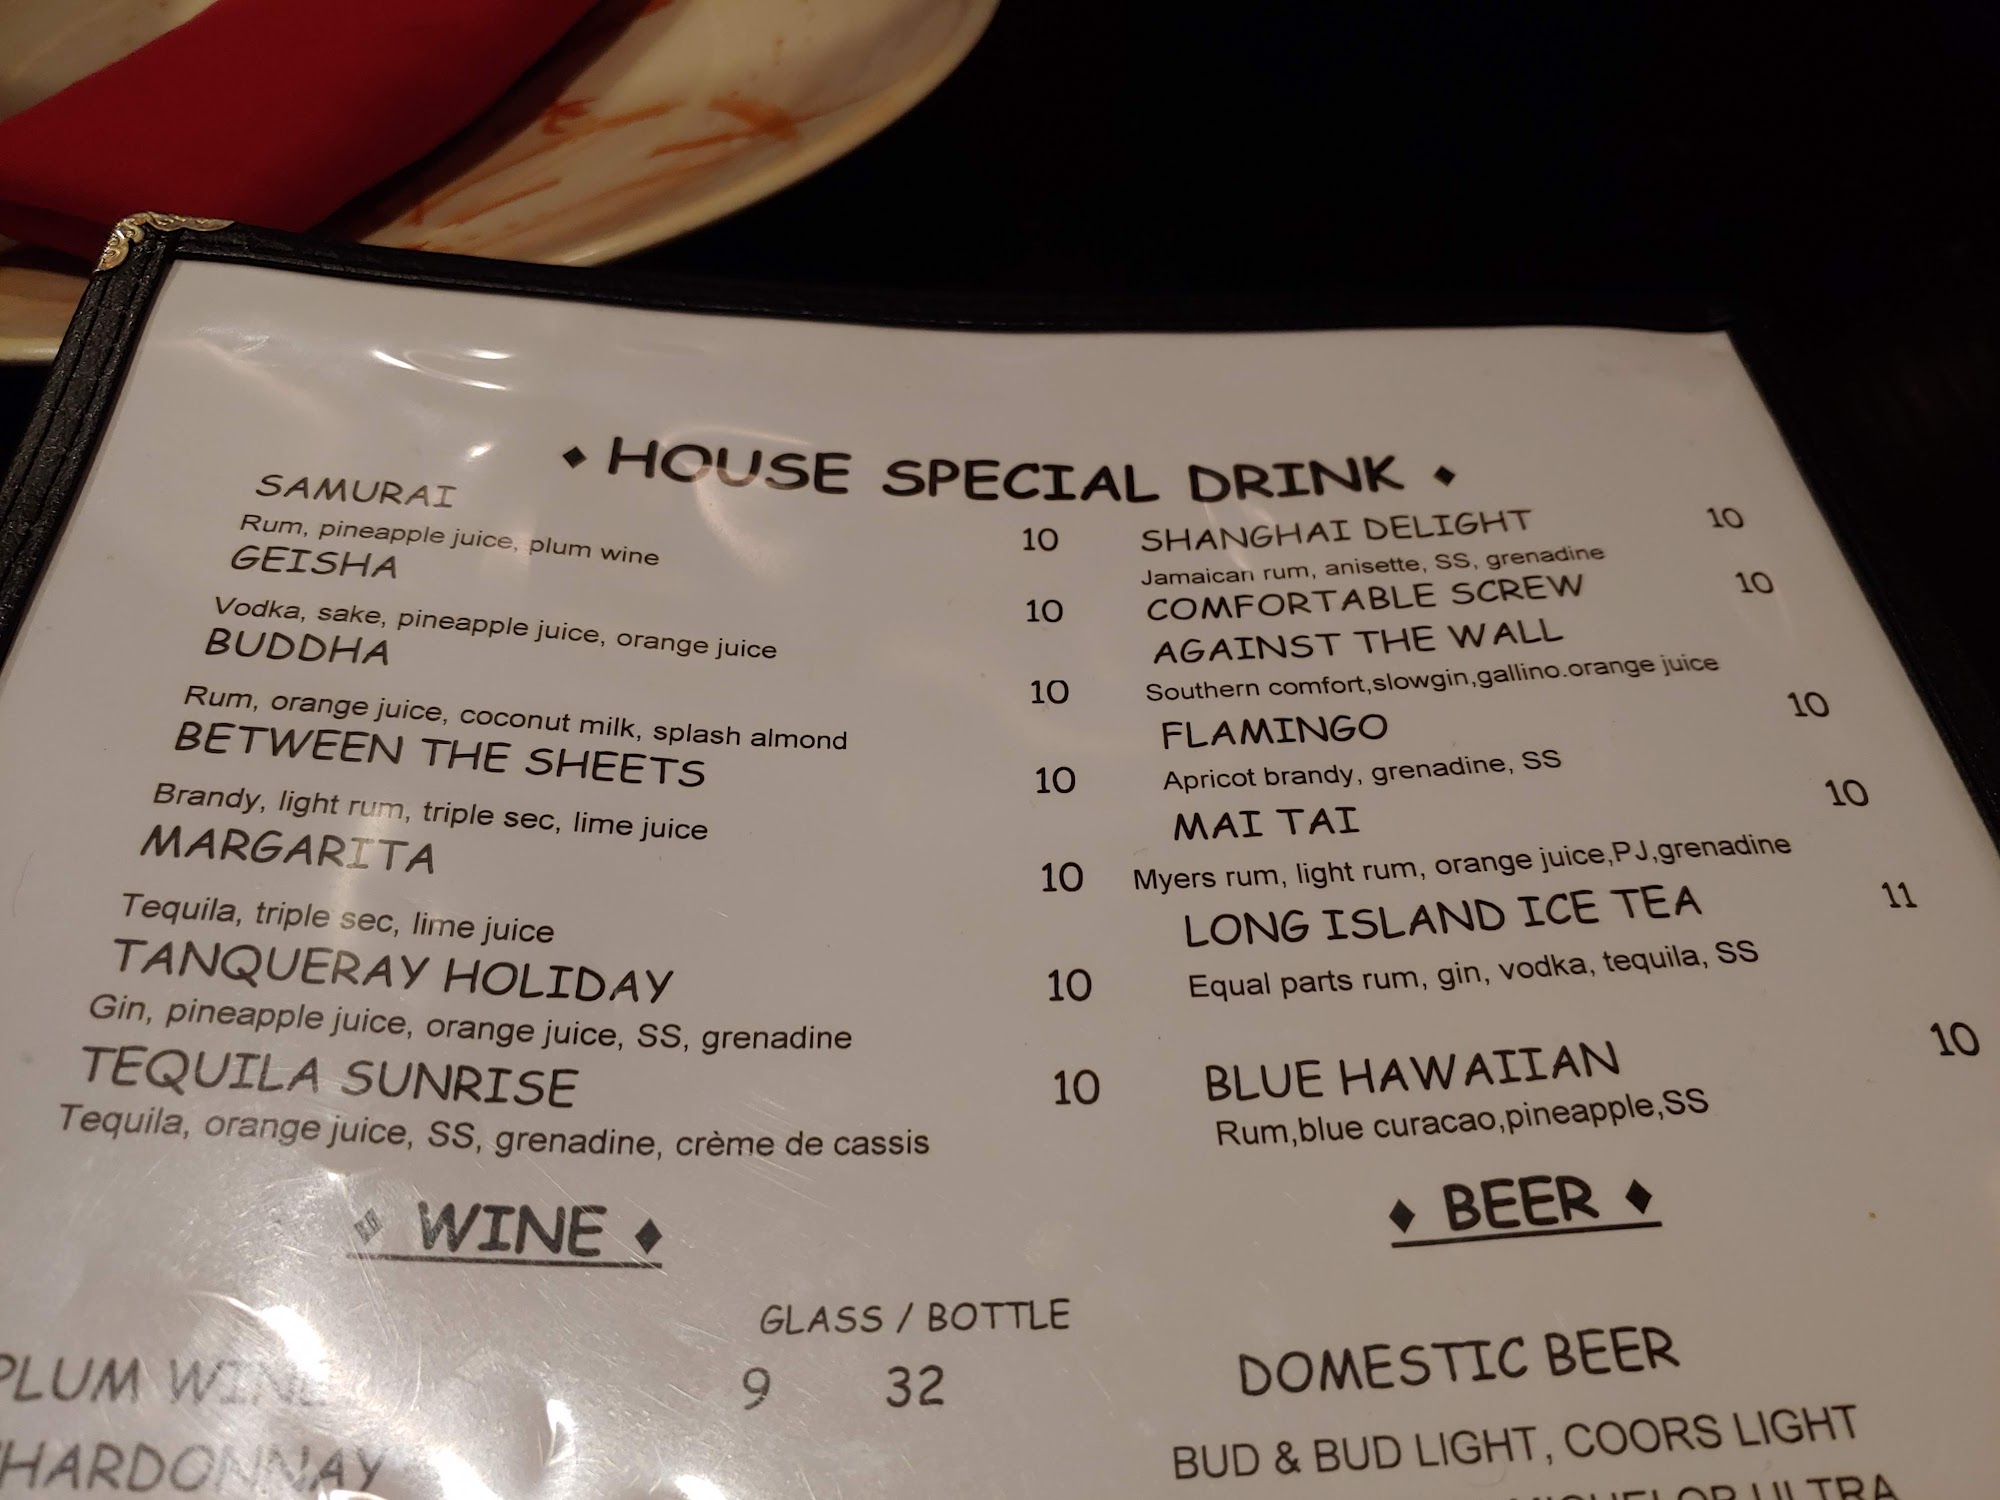 ♦ HOUSE SPECIAL DRINK ♦
SAMURAI 10
Rum, pineapple juice, plum wine
GEISHA 10
Vodka, sake, pineapple juice, orange juice
BUDDHA 10
Rum, orange juice, coconut milk, splash almond
BETWEEN THE SHEETS 10
Brandy, light rum, triple sec, lime juice
MARGARITA 10
Tequila, triple sec, lime juice
TANQUERAY HOLIDAY 10
Gin, pineapple juice, orange juice, SS, grenadine
TEQUILA SUNRISE 10
Tequila, orange juice, SS, grenadine, crème de cassis
SHANGHAI DELIGHT 10
Jamaican rum, anisette, SS, grenadine
COMFORTABLE SCREW 10
AGAINST THE WALL
Southern comfort,slowgin,gallino.orange juice
FLAMINGO 10
Apricot brandy, grenadine, SS
MAI TAI 10
Myers rum, light rum, orange juice,PJ,grenadine
LONG ISLAND ICE TEA 11
Equal parts rum, gin, vodka, tequila, SS
BLUE HAWAIIAN 10
Rum,blue curacao,pineapple,SS
♦ WINE ♦
GLASS / BOTTLE
PLUM WINE 9 32
HARDONNAY
♦ BEER ♦
DOMESTIC BEER
BUD & BUD LIGHT, COORS LIGHT
ULTRA